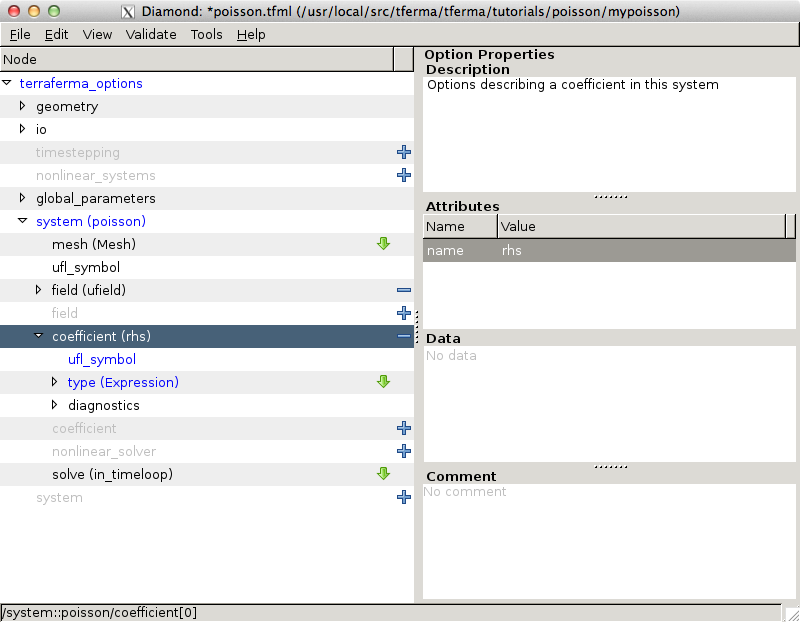 Diamond: *poisson.tfml (/usr/local/src/tferma/tferma/tutorials/poisson/mypoisson)
File Edit View Validate Tools Help
Node
terraferma_options
geometry
io
timestepping
nonlinear_systems
global_parameters
system (poisson)
mesh (Mesh)
ufl_symbol
field (ufield)
field
coefficient (rhs)
ufl_symbol
type (Expression)
diagnostics
coefficient
nonlinear_solver
solve (in_timeloop)
system
Option Properties
Description
Options describing a coefficient in this system
Attributes
Name Value
name rhs
Data
No data
Comment
No comment
/system::poisson/coefficient[0]